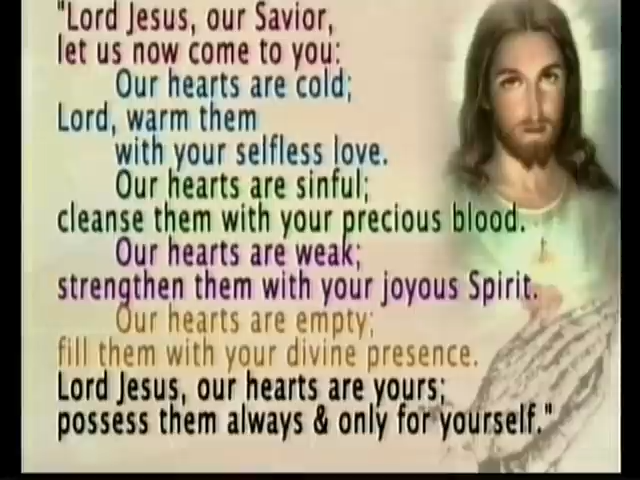 "Lord Jesus, our Savior,
let us now come to you:
Our hearts are cold;
Lord, warm them
with your selfless love.
Our hearts are sinful;
cleanse them with your precious blood.
Our hearts are weak;
strengthen them with your joyous Spirit.
Our hearts are empty;
fill them with your divine presence.
Lord Jesus, our hearts are yours;
possess them always & only for yourself."